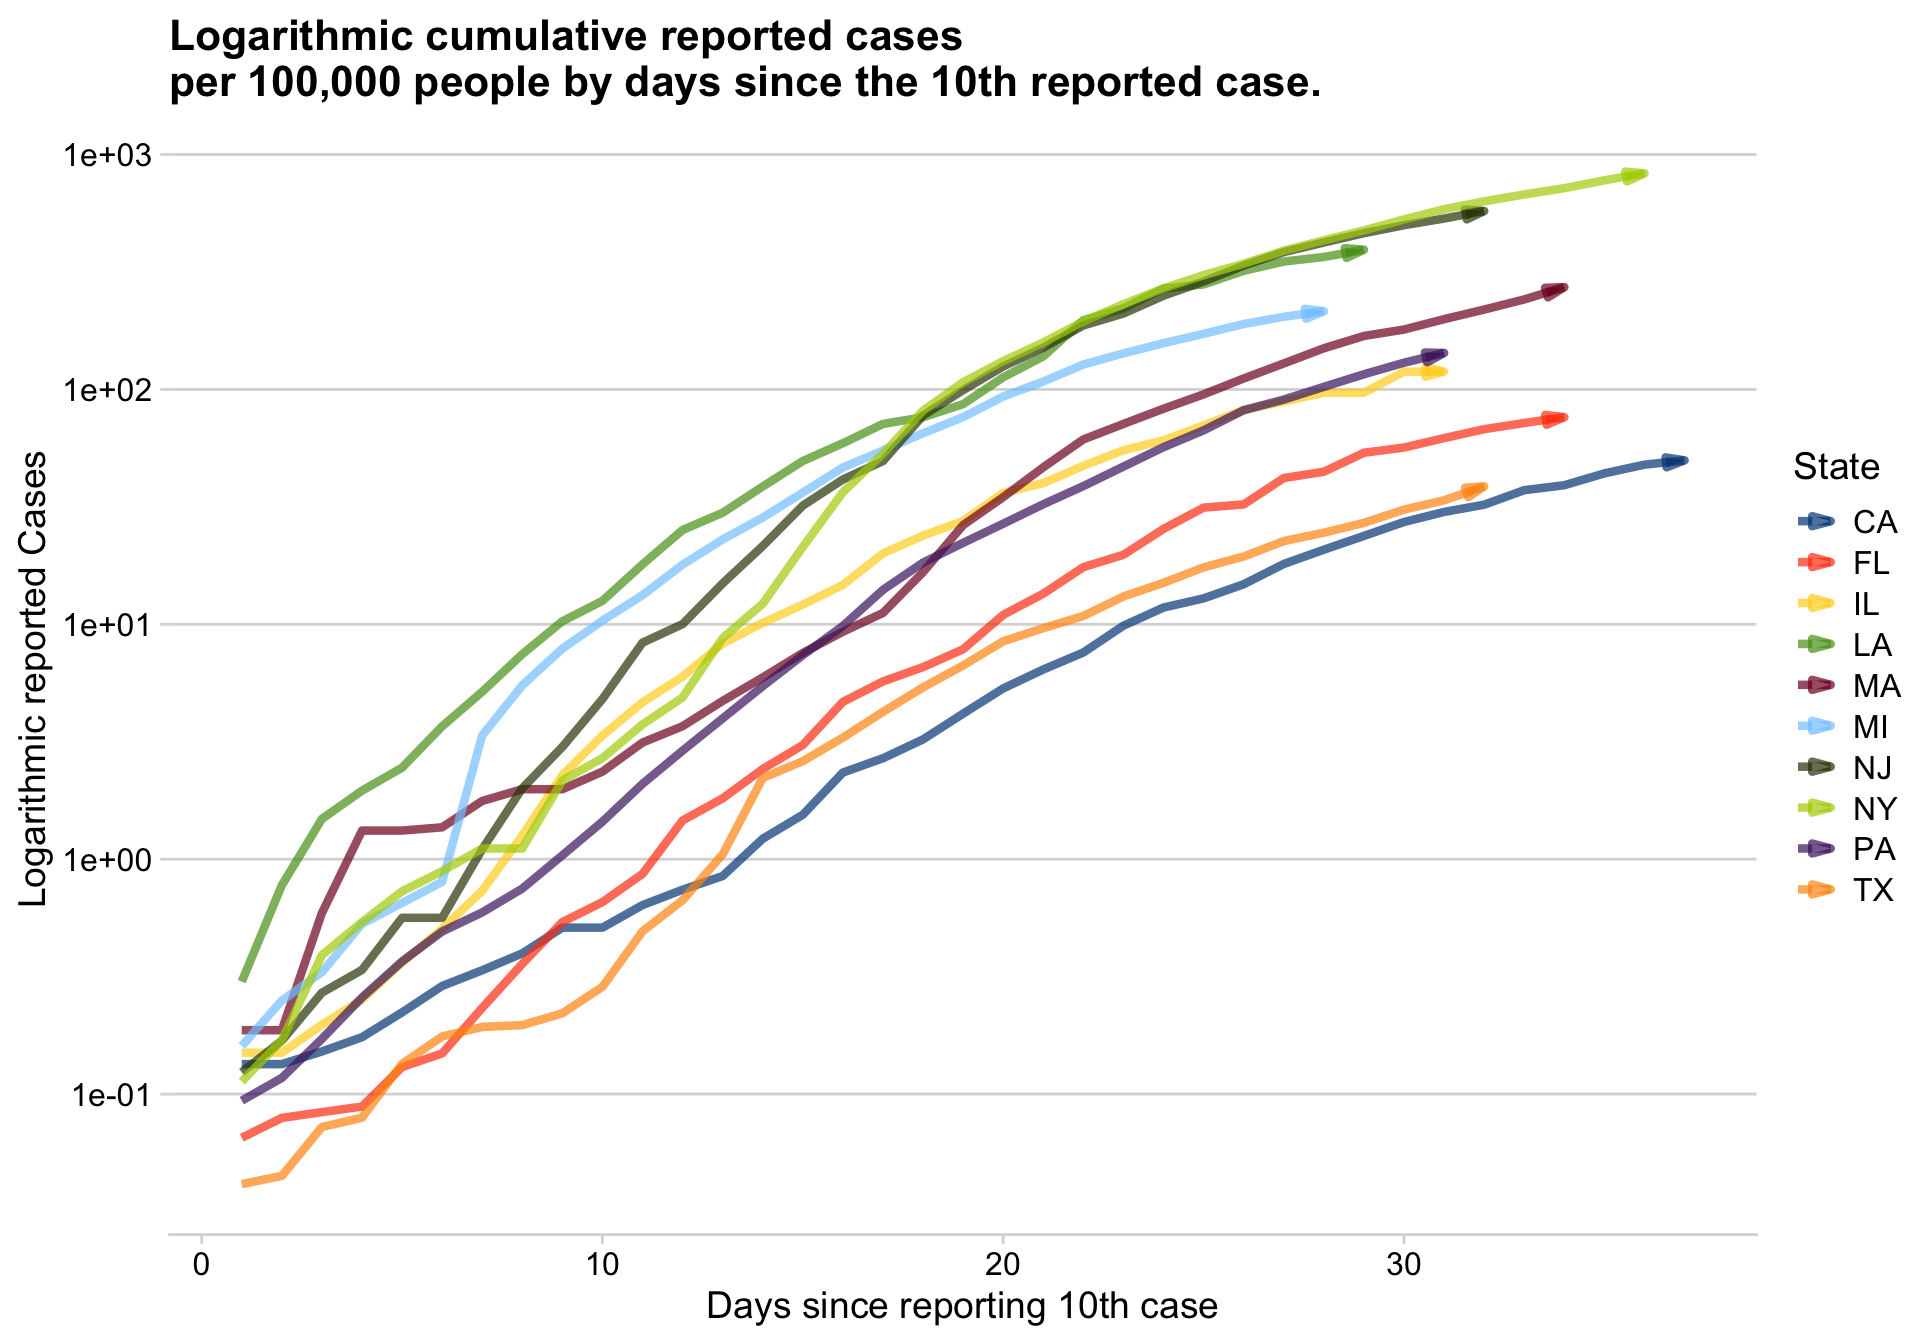 Logarithmic cumulative reported cases
per 100,000 people by days since the 10th reported case.
1e+03
1e+02
1e+01
1e+00
1e-01
Logarithmic reported Cases
0
10
20
30
Days since reporting 10th case
State
CA
FL
IL
LA
MA
MI
NJ
NY
PA
TX